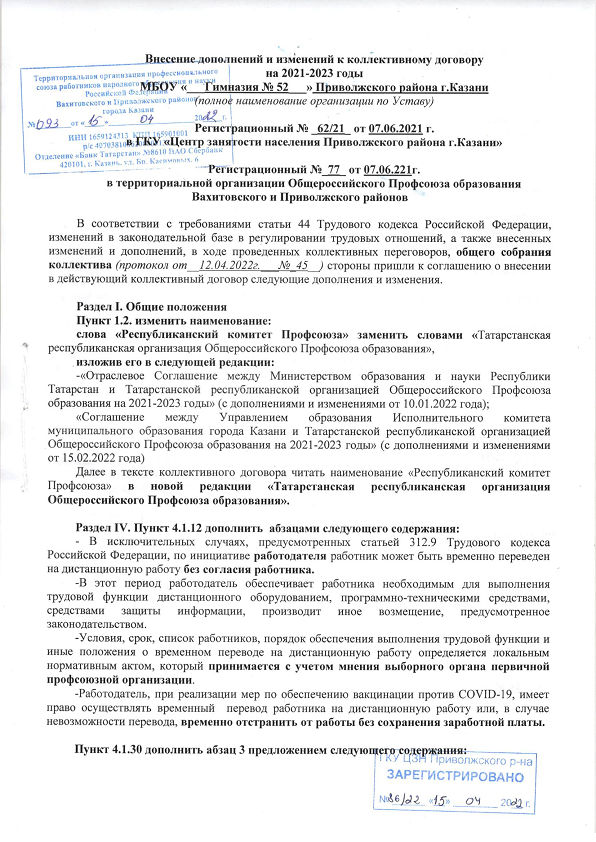 Внесение дополнений и изменений к коллективному договору
на 2021-2023 годы
МБОУ « Гимназия № 52 » Приволжского района г.Казани
(полное наименование организации по Уставу)
Территориальная организация профессионального
союза работников народного образования и науки
Российской Федерации
Вахитовского и Приволжского районов
города Казани
№ 093 от « 15 » 04 2022 г.
ИНН 1659124313 КПП 165901001
Отделение «Банк Татарстан» №8610 ПАО Сбербанк
420101, г. Казань, ул. Бр. Касимовых, 6
Регистрационный № 62/21 от 07.06.2021 г.
в ГКУ «Центр занятости населения Приволжского района г.Казани»
Регистрационный № 77 от 07.06.221г.
в территориальной организации Общероссийского Профсоюза образования
Вахитовского и Приволжского районов
В соответствии с требованиями статьи 44 Трудового кодекса Российской Федерации,
изменений в законодательной базе в регулировании трудовых отношений, а также внесенных
изменений и дополнений, в ходе проведенных коллективных переговоров, общего собрания
коллектива (протокол от 12.04.2022г. № 45 ) стороны пришли к соглашению о внесении
в действующий коллективный договор следующие дополнения и изменения.
Раздел I. Общие положения
Пункт 1.2. изменить наименование:
слова «Республиканский комитет Профсоюза» заменить словами «Татарстанская
республиканская организация Общероссийского Профсоюза образования»,
изложив его в следующей редакции:
-«Отраслевое Соглашение между Министерством образования и науки Республики
Татарстан и Татарстанской республиканской организацией Общероссийского Профсоюза
образования на 2021-2023 годы» (с дополнениями и изменениями от 10.01.2022 года);
«Соглашение между Управлением образования Исполнительного комитета
муниципального образования города Казани и Татарстанской республиканской организацией
Общероссийского Профсоюза образования на 2021-2023 годы» (с дополнениями и изменениями
от 15.02.2022 года)
Далее в тексте коллективного договора читать наименование «Республиканский комитет
Профсоюза» в новой редакции «Татарстанская республиканская организация
Общероссийского Профсоюза образования».
Раздел IV. Пункт 4.1.12 дополнить абзацами следующего содержания:
- В исключительных случаях, предусмотренных статьей 312.9 Трудового кодекса
Российской Федерации, по инициативе работодателя работник может быть временно переведен
на дистанционную работу без согласия работника.
-В этот период работодатель обеспечивает работника необходимым для выполнения
трудовой функции дистанционного оборудованием, программно-техническими средствами,
средствами защиты информации, производит иное возмещение, предусмотренное
законодательством.
-Условия, срок, список работников, порядок обеспечения выполнения трудовой функции и
иные положения о временном переводе на дистанционную работу определяется локальным
нормативным актом, который принимается с учетом мнения выборного органа первичной
профсоюзной организации.
-Работодатель, при реализации мер по обеспечению вакцинации против COVID-19, имеет
право осуществлять временный перевод работника на дистанционную работу или, в случае
невозможности перевода, временно отстранить от работы без сохранения заработной платы.
Пункт 4.1.30 дополнить абзац 3 предложением следующего содержания:
ГКУ ЦЗН Приволжского р-на
ЗАРЕГИСТРИРОВАНО
№ 36/22 «15» 04 2022 г.